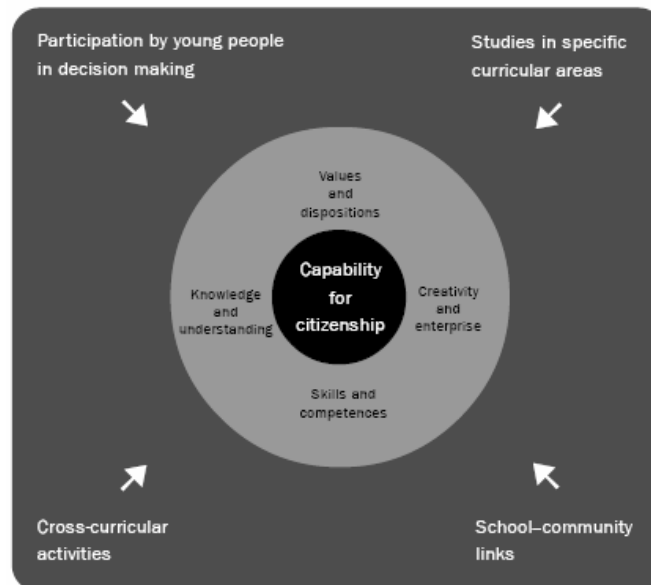 Participation by young people
in decision making
Studies in specific
curricular areas
Values
and
dispositions
Knowledge
and
understanding
Capability
for
citizenship
Creativity
and
enterprise
Skills and
competences
Cross-curricular
activities
School–community
links